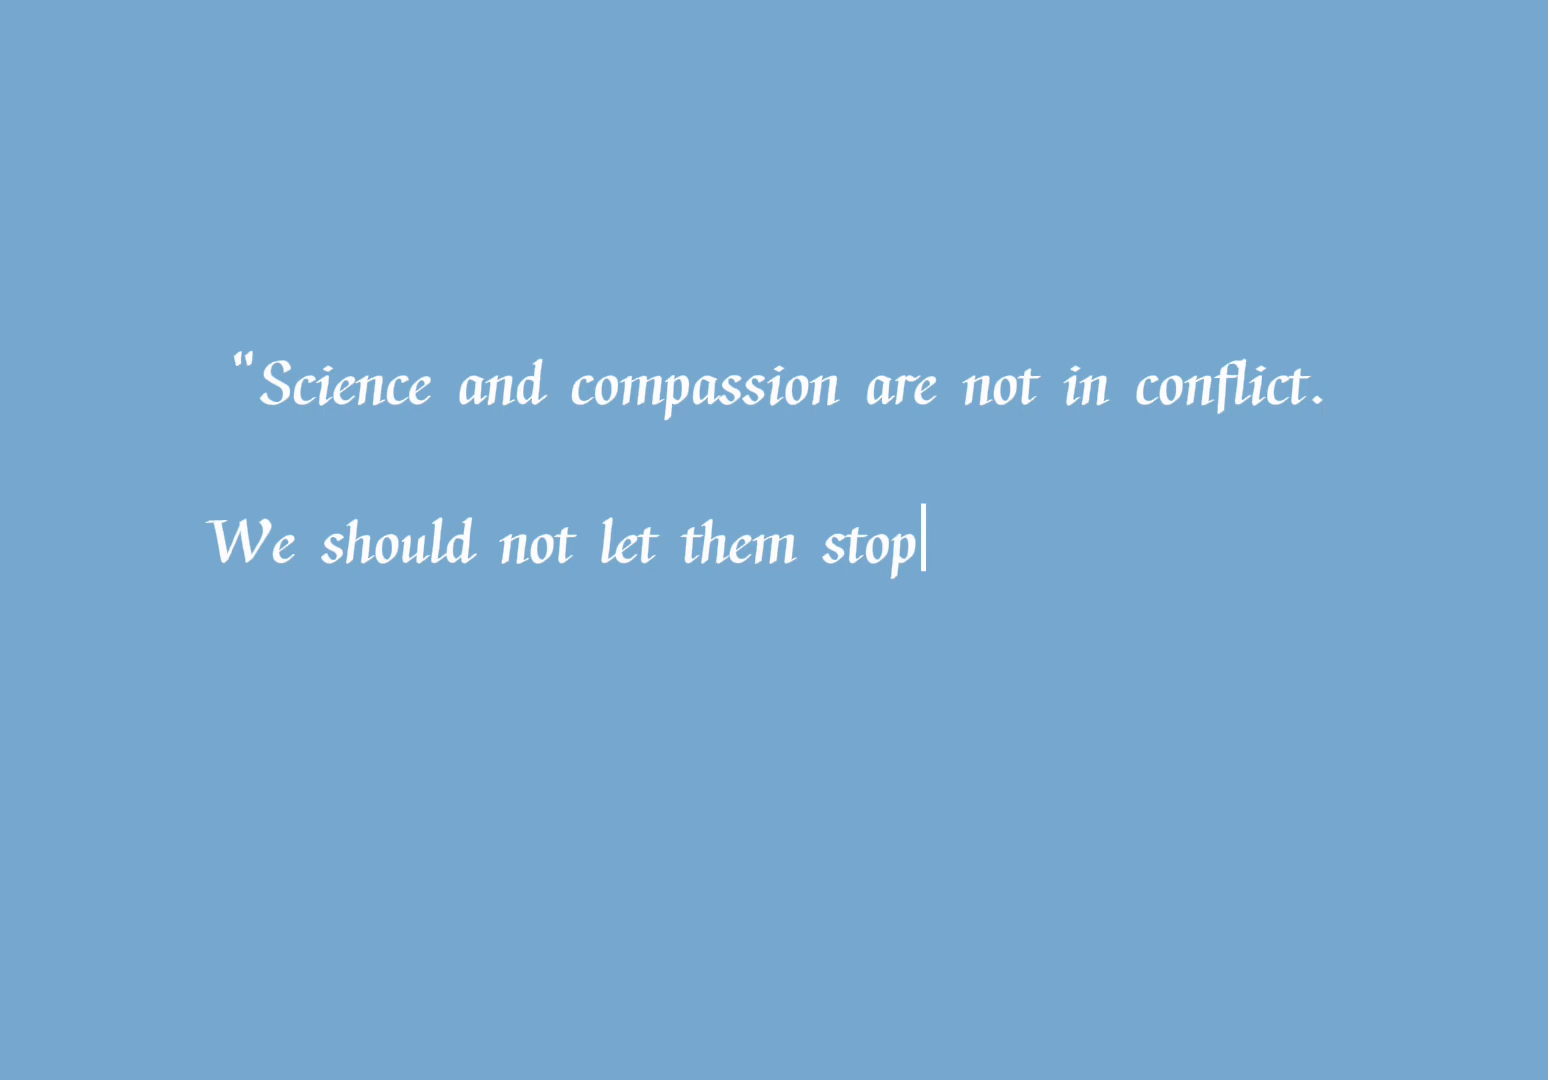 "Science and compassion are not in conflict.
We should not let them stop